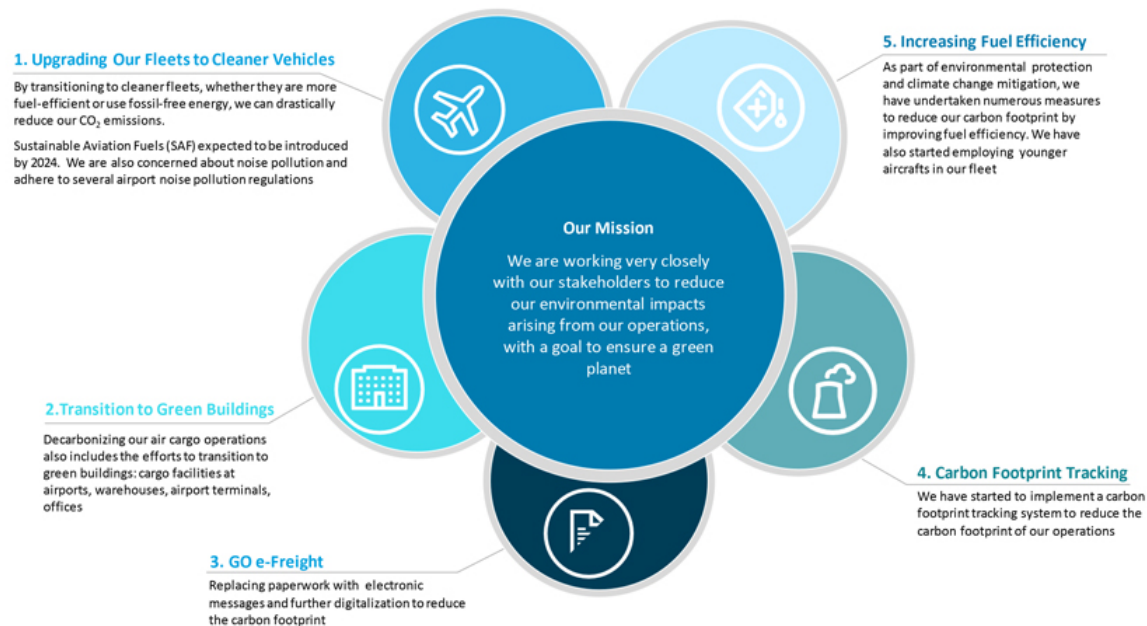 1. Upgrading Our Fleets to Cleaner Vehicles
By transitioning to cleaner fleets, whether they are more
fuel-efficient or use fossil-free energy, we can drastically
reduce our CO₂ emissions.
Sustainable Aviation Fuels (SAF) expected to be introduced
by 2024. We are also concerned about noise pollution and
adhere to several airport noise pollution regulations
2.Transition to Green Buildings
Decarbonizing our air cargo operations
also includes the efforts to transition to
green buildings: cargo facilities at
airports, warehouses, airport terminals,
offices
3. GO e-Freight
Replacing paperwork with electronic
messages and further digitalization to reduce
the carbon footprint
Our Mission
We are working very closely
with our stakeholders to reduce
our environmental impacts
arising from our operations,
with a goal to ensure a green
planet
4. Carbon Footprint Tracking
We have started to implement a carbon
footprint tracking system to reduce the
carbon footprint of our operations
5. Increasing Fuel Efficiency
As part of environmental protection
and climate change mitigation, we
have undertaken numerous measures
to reduce our carbon footprint by
improving fuel efficiency. We have
also started employing younger
aircrafts in our fleet